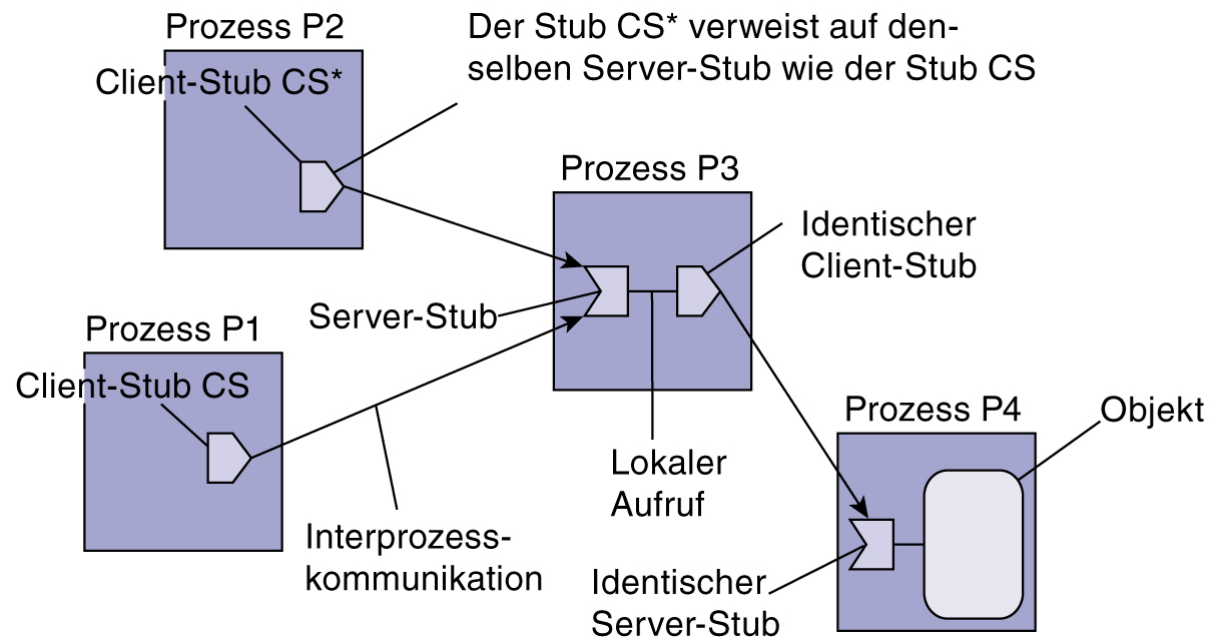 Prozess P2
Der Stub CS* verweist auf den-
selben Server-Stub wie der Stub CS
Client-Stub CS*
Prozess P3
Identischer
Client-Stub
Server-Stub
Prozess P1
Client-Stub CS
Prozess P4
Objekt
Lokaler
Aufruf
Interprozess-
kommunikation
Identischer
Server-Stub